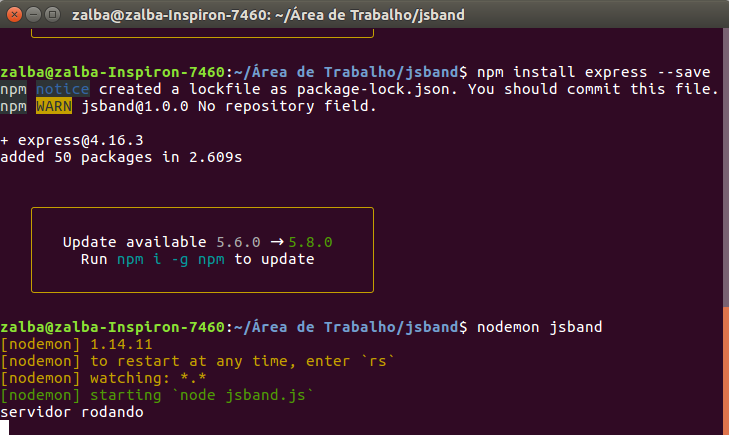 zalba@zalba-Inspiron-7460: ~/Área de Trabalho/jsband
zalba@zalba-Inspiron-7460:~/Área de Trabalho/jsband$ npm install express --save
npm notice created a lockfile as package-lock.json. You should commit this file.
npm WARN jsband@1.0.0 No repository field.
+ express@4.16.3
added 50 packages in 2.609s
Update available 5.6.0 → 5.8.0
Run npm i -g npm to update
zalba@zalba-Inspiron-7460:~/Área de Trabalho/jsband$ nodemon jsband
[nodemon] 1.14.11
[nodemon] to restart at any time, enter `rs`
[nodemon] watching: *.*
[nodemon] starting `node jsband.js`
servidor rodando